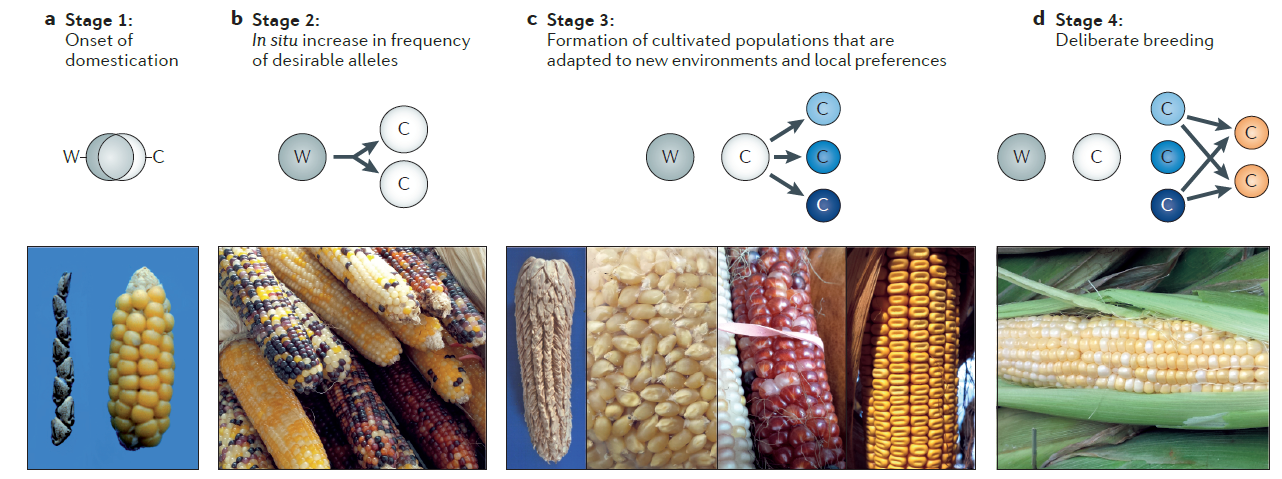 a Stage 1:
Onset of
domestication
b Stage 2:
In situ increase in frequency
of desirable alleles
c Stage 3:
Formation of cultivated populations that are
adapted to new environments and local preferences
d Stage 4:
Deliberate breeding
W C
W C
C
W C C
C
C
W C C
C
C
C
C